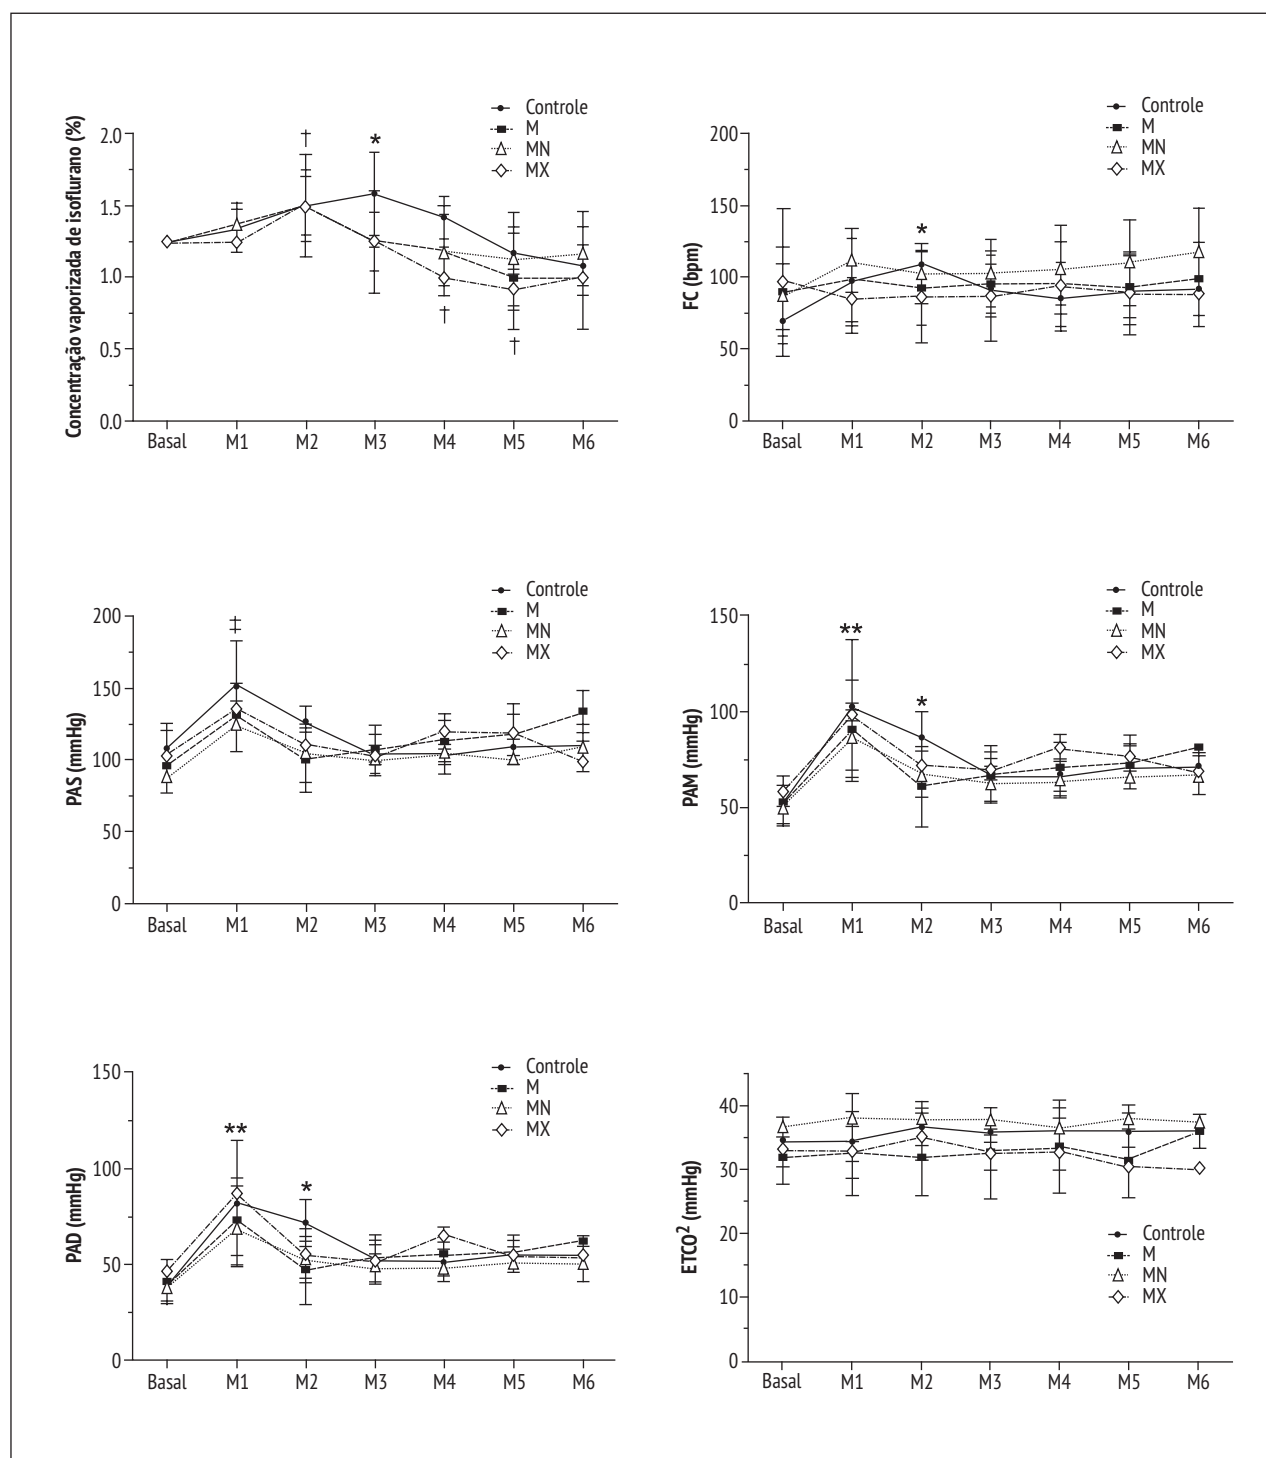 Concentração vaporizada de isoflurano (%)
2.0
1.5
1.0
0.5
0.0
† * † †
Controle
M
MN
MX
Basal M1 M2 M3 M4 M5 M6
FC (bpm)
200
150
100
50
0
*
Controle
M
MN
MX
Basal M1 M2 M3 M4 M5 M6
PAS (mmHg)
200
150
100
50
0
‡
Controle
M
MN
MX
Basal M1 M2 M3 M4 M5 M6
PAM (mmHg)
150
100
50
0
** *
Controle
M
MN
MX
Basal M1 M2 M3 M4 M5 M6
PAD (mmHg)
150
100
50
0
** *
Controle
M
MN
MX
Basal M1 M2 M3 M4 M5 M6
ETCO² (mmHg)
40
30
20
10
0
Controle
M
MN
MX
Basal M1 M2 M3 M4 M5 M6